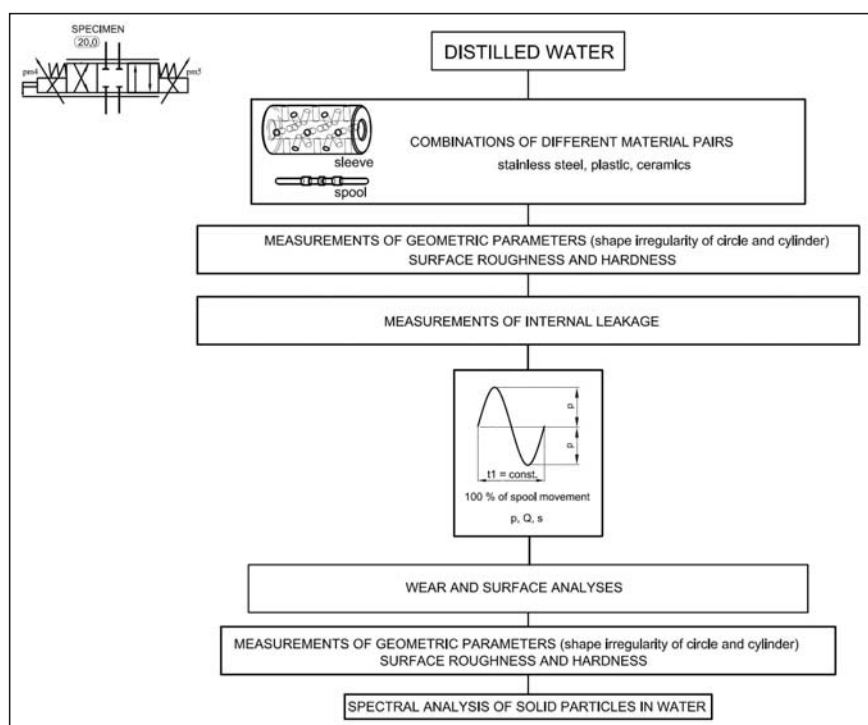 SPECIMEN
20,0
pm4
pm5
DISTILLED WATER
sleeve
spool
COMBINATIONS OF DIFFERENT MATERIAL PAIRS
stainless steel, plastic, ceramics
MEASUREMENTS OF GEOMETRIC PARAMETERS (shape irregularity of circle and cylinder)
SURFACE ROUGHNESS AND HARDNESS
MEASUREMENTS OF INTERNAL LEAKAGE
p
p
t1 = const.
100 % of spool movement
p, Q, s
WEAR AND SURFACE ANALYSES
MEASUREMENTS OF GEOMETRIC PARAMETERS (shape irregularity of circle and cylinder)
SURFACE ROUGHNESS AND HARDNESS
SPECTRAL ANALYSIS OF SOLID PARTICLES IN WATER